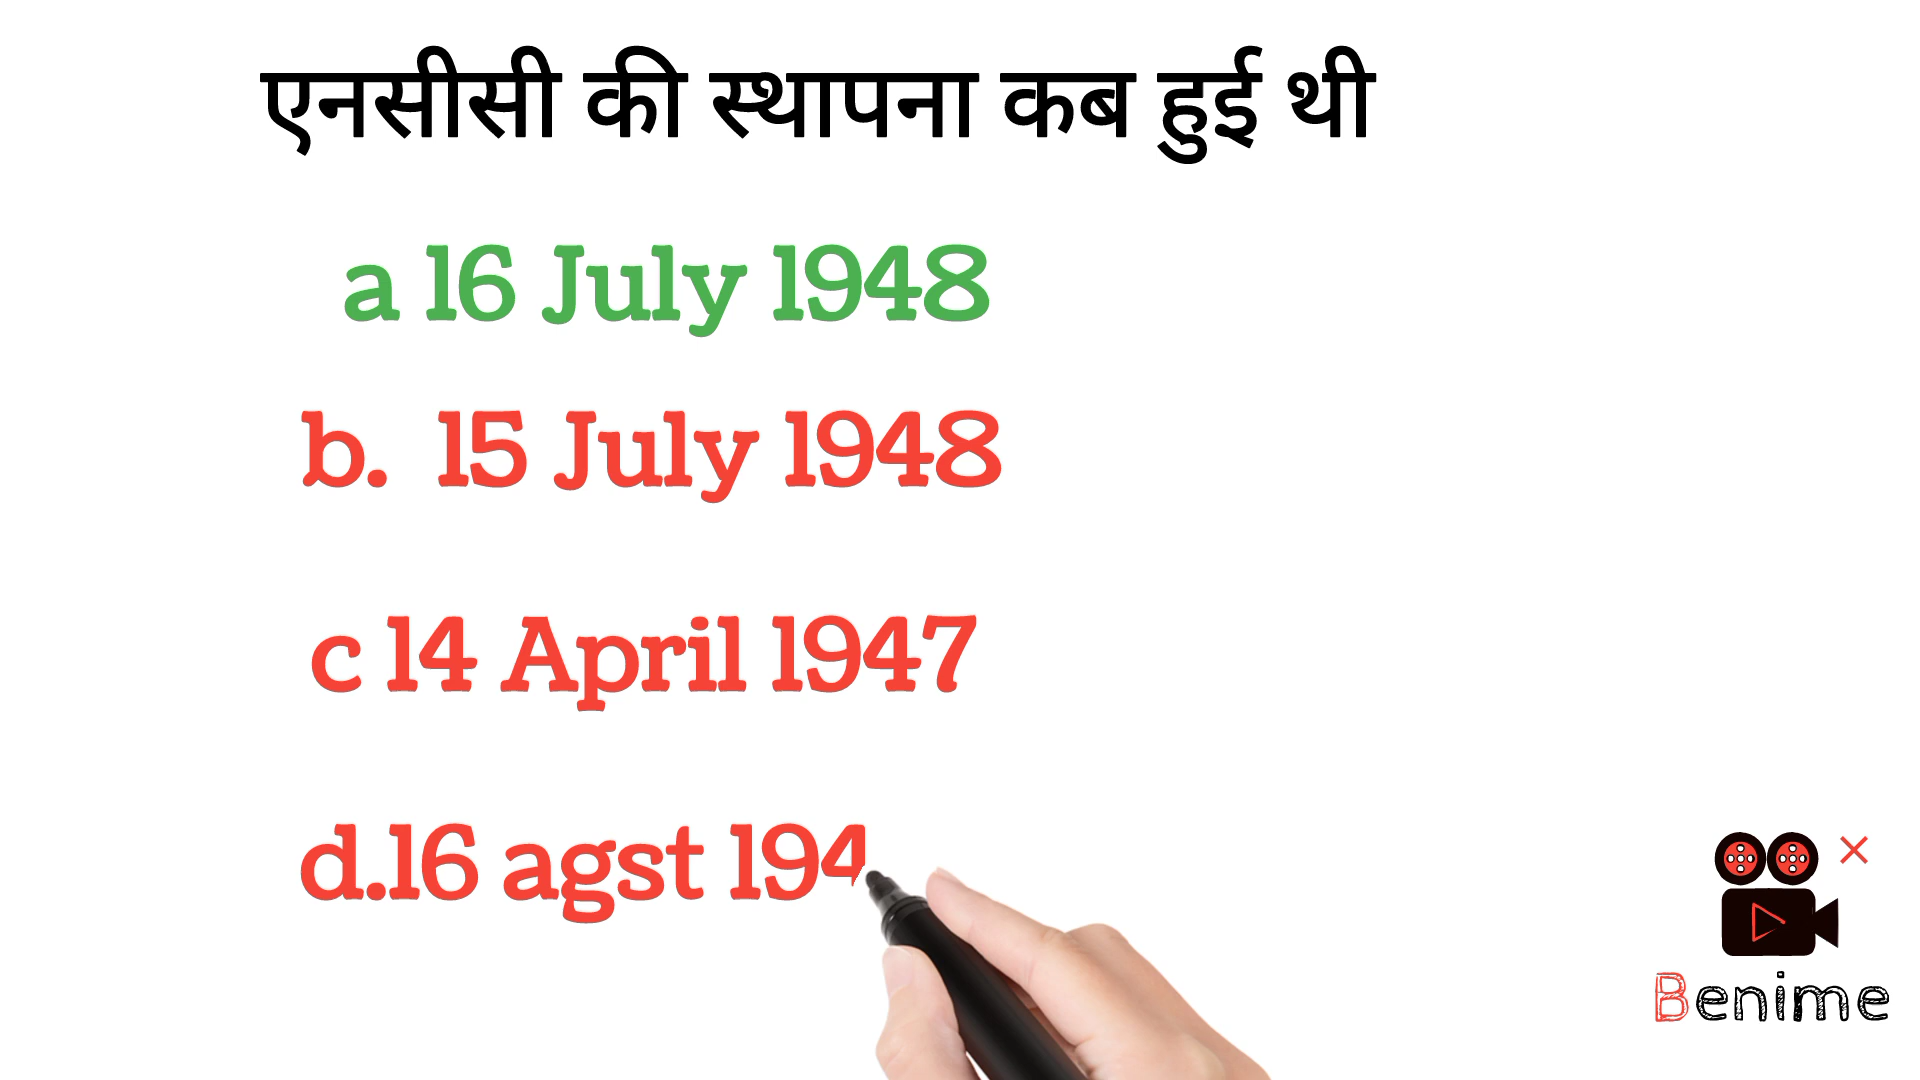 एनसीसी की स्थापना कब हुई थी
a 16 July 1948
b. 15 July 1948
c 14 April 1947
d.16 agst 194
Benime